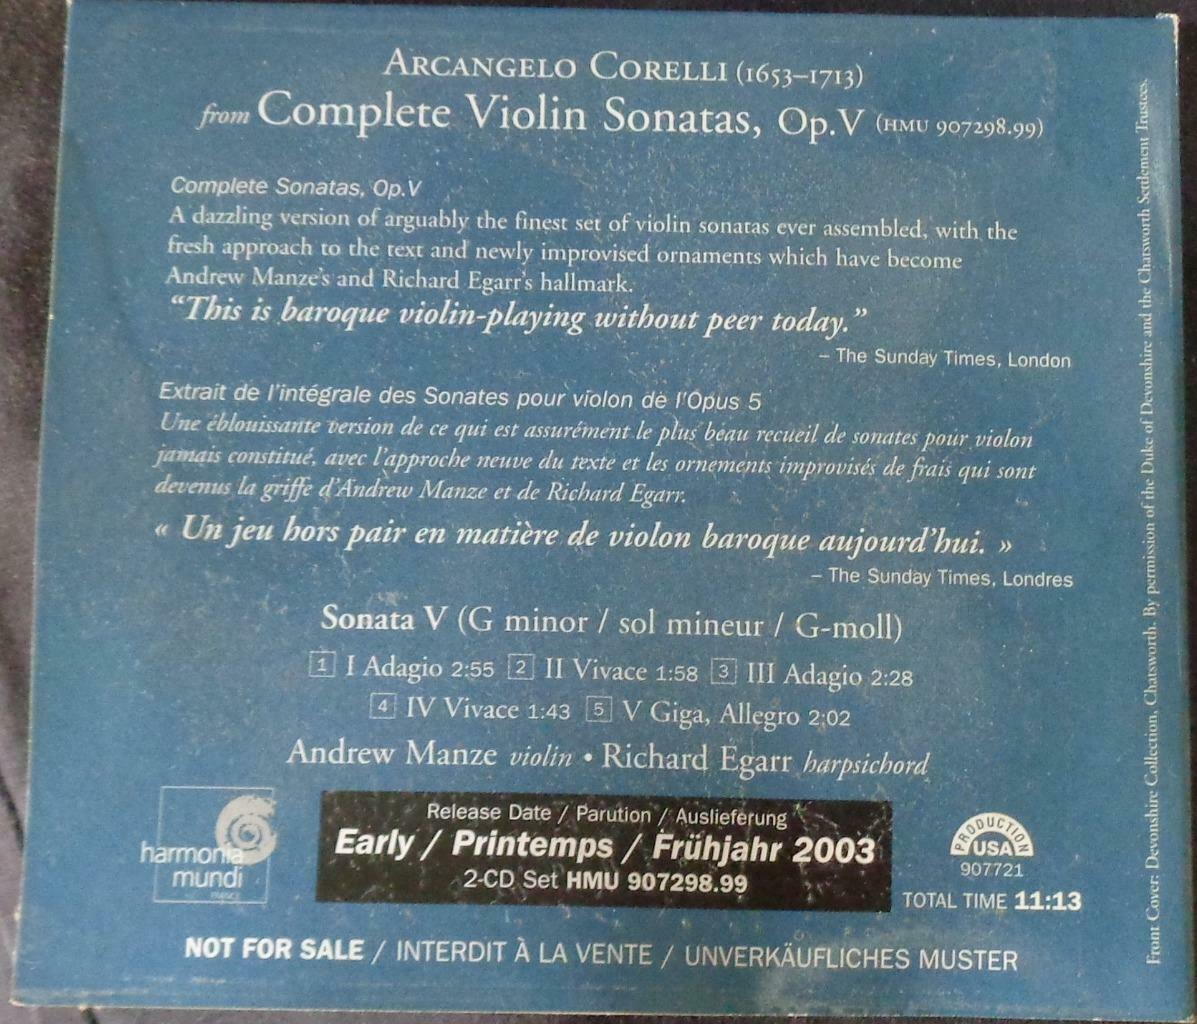 ARCANGELO CORELLI (1653–1713)
from Complete Violin Sonatas, Op.V (HMU 907298.99)
Complete Sonatas, Op.V
A dazzling version of arguably the finest set of violin sonatas ever assembled, with the
fresh approach to the text and newly improvised ornaments which have become
Andrew Manze's and Richard Egarr's hallmark.
“This is baroque violin-playing without peer today.”
– The Sunday Times, London
Extrait de l'intégrale des Sonates pour violon de l'Opus 5
Une éblouissante version de ce qui est assurément le plus beau recueil de sonates pour violon
jamais constitué, avec l'approche neuve du texte et les ornements improvisés de frais qui sont
devenus la griffe d'Andrew Manze et de Richard Egarr.
« Un jeu hors pair en matière de violon baroque aujourd'hui. »
– The Sunday Times, Londres
Sonata V (G minor / sol mineur / G-moll)
1 I Adagio 2:55 2 II Vivace 1:58 3 III Adagio 2:28
4 IV Vivace 1:43 5 V Giga, Allegro 2:02
Andrew Manze violin • Richard Egarr harpsichord
harmonia
mundi
FRANCE
Release Date / Parution / Auslieferung
Early / Printemps / Frühjahr 2003
2-CD Set HMU 907298.99
PRODUCTION
USA
907721
TOTAL TIME 11:13
NOT FOR SALE / INTERDIT À LA VENTE / UNVERKÄUFLICHES MUSTER
Front Cover: Devonshire Collection, Chatsworth. By permission of the Duke of Devonshire and the Chatsworth Settlement Trustees.